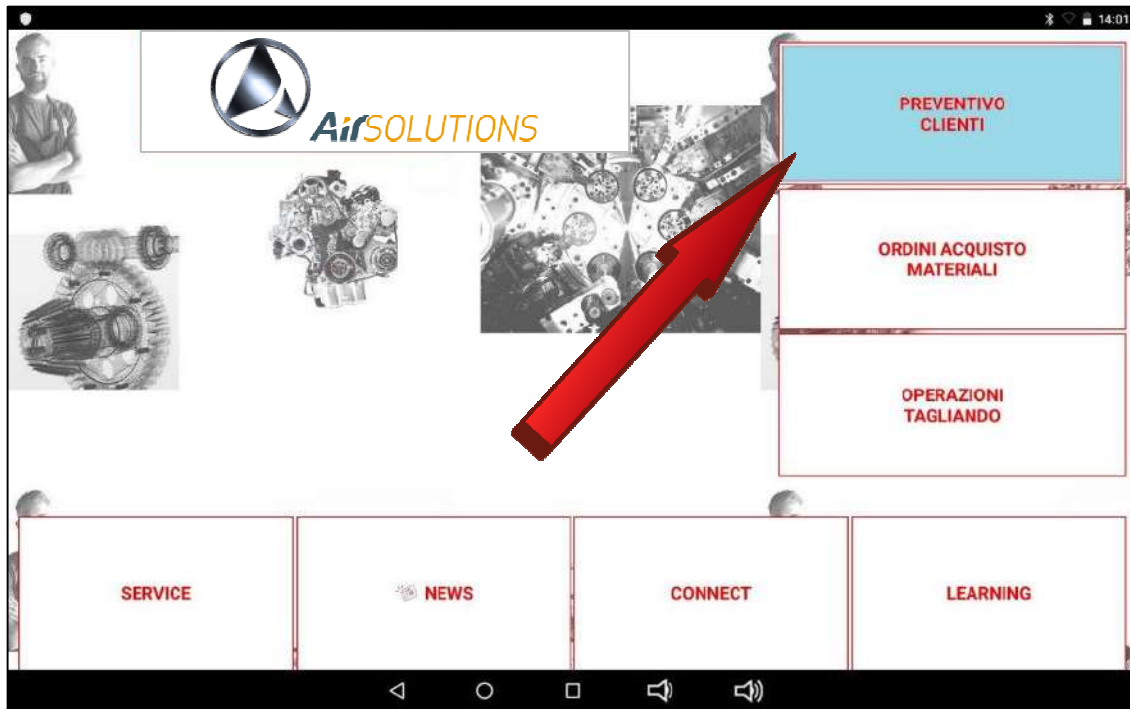 14:01
AirSOLUTIONS
PREVENTIVO
CLIENTI
ORDINI ACQUISTO
MATERIALI
OPERAZIONI
TAGLIANDO
SERVICE
NEWS
CONNECT
LEARNING